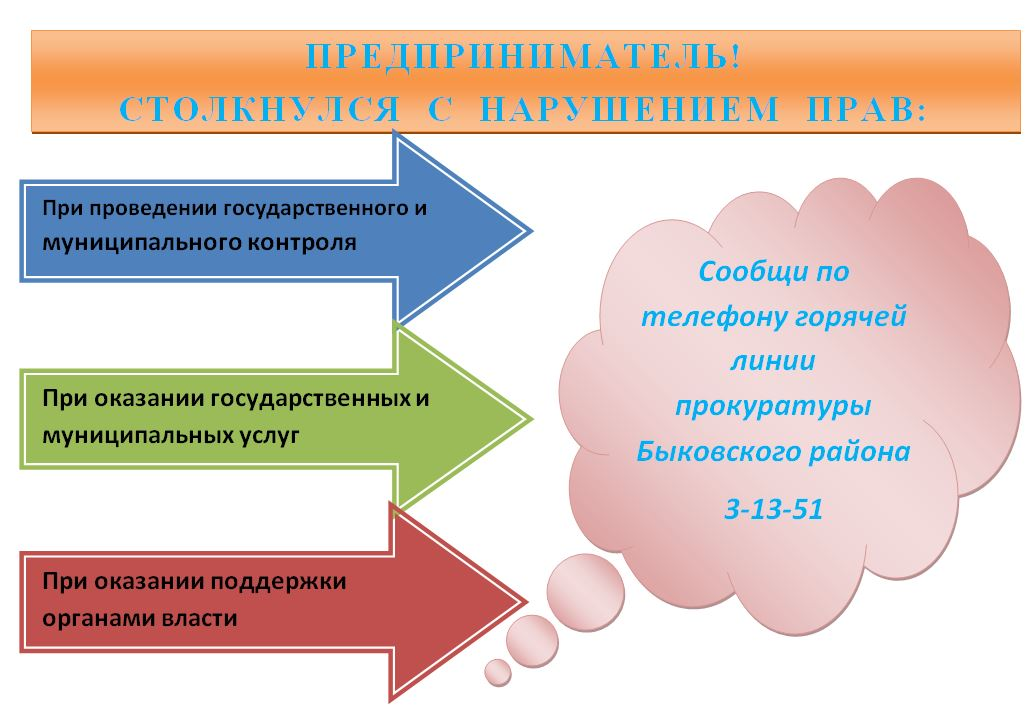 ПРЕДПРИНИМАТЕЛЬ!
СТОЛКНУЛСЯ С НАРУШЕНИЕМ ПРАВ:
При проведении государственного и
муниципального контроля
При оказании государственных и
муниципальных услуг
При оказании поддержки
органами власти
Сообщи по
телефону горячей
линии
прокуратуры
Быковского района
3-13-51